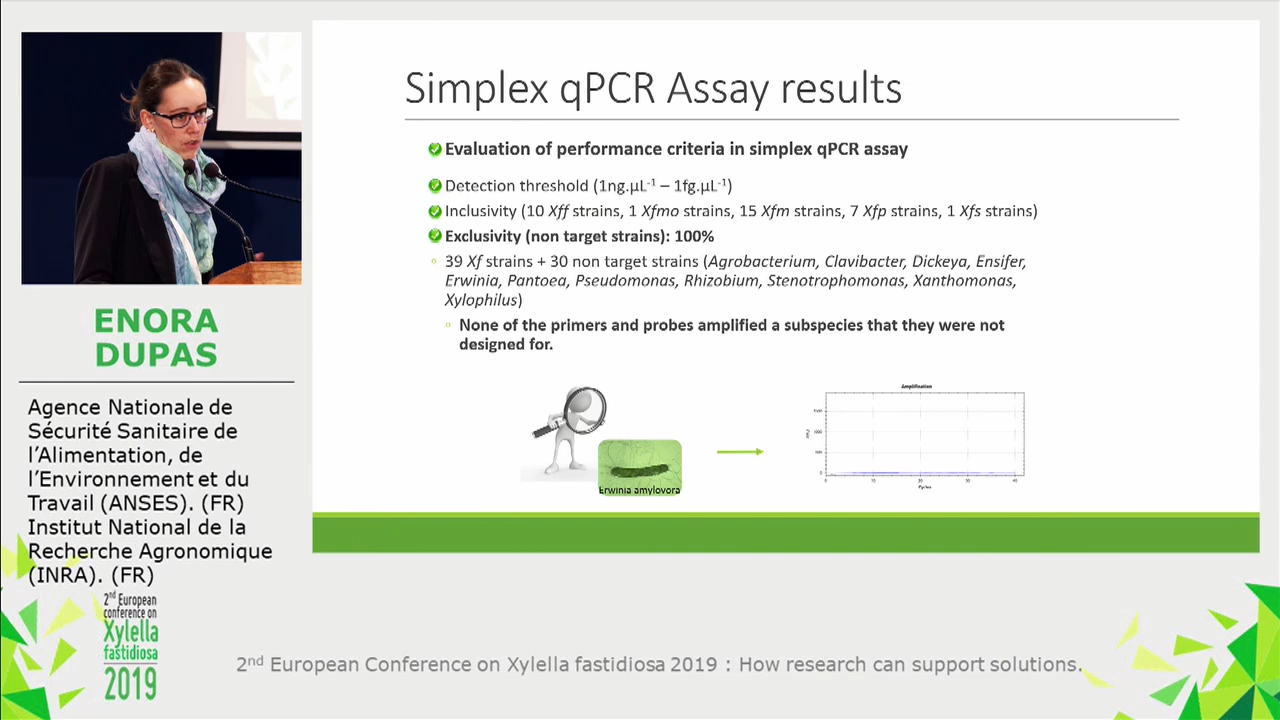 Simplex qPCR Assay results
Evaluation of performance criteria in simplex qPCR assay
Detection threshold (1ng.µL-1 – 1fg.µL-1)
Inclusivity (10 Xff strains, 1 Xfmo strains, 15 Xfm strains, 7 Xfp strains, 1 Xfs strains)
Exclusivity (non target strains): 100%
39 Xf strains + 30 non target strains (Agrobacterium, Clavibacter, Dickeya, Ensifer,
Erwinia, Pantoea, Pseudomonas, Rhizobium, Stenotrophomonas, Xanthomonas,
Xylophilus)
None of the primers and probes amplified a subspecies that they were not
designed for.
Erwinia amylovora
Amplification
0
10
20
30
40
Cycles
ENORA
DUPAS
Agence Nationale de
Sécurité Sanitaire de
l’Alimentation, de
l’Environnement et du
Travail (ANSES). (FR)
Institut National de la
Recherche Agronomique
(INRA). (FR)
2nd European
conference on
Xylella
fastidiosa
2019
2nd European Conference on Xylella fastidiosa 2019 : How research can support solutions.